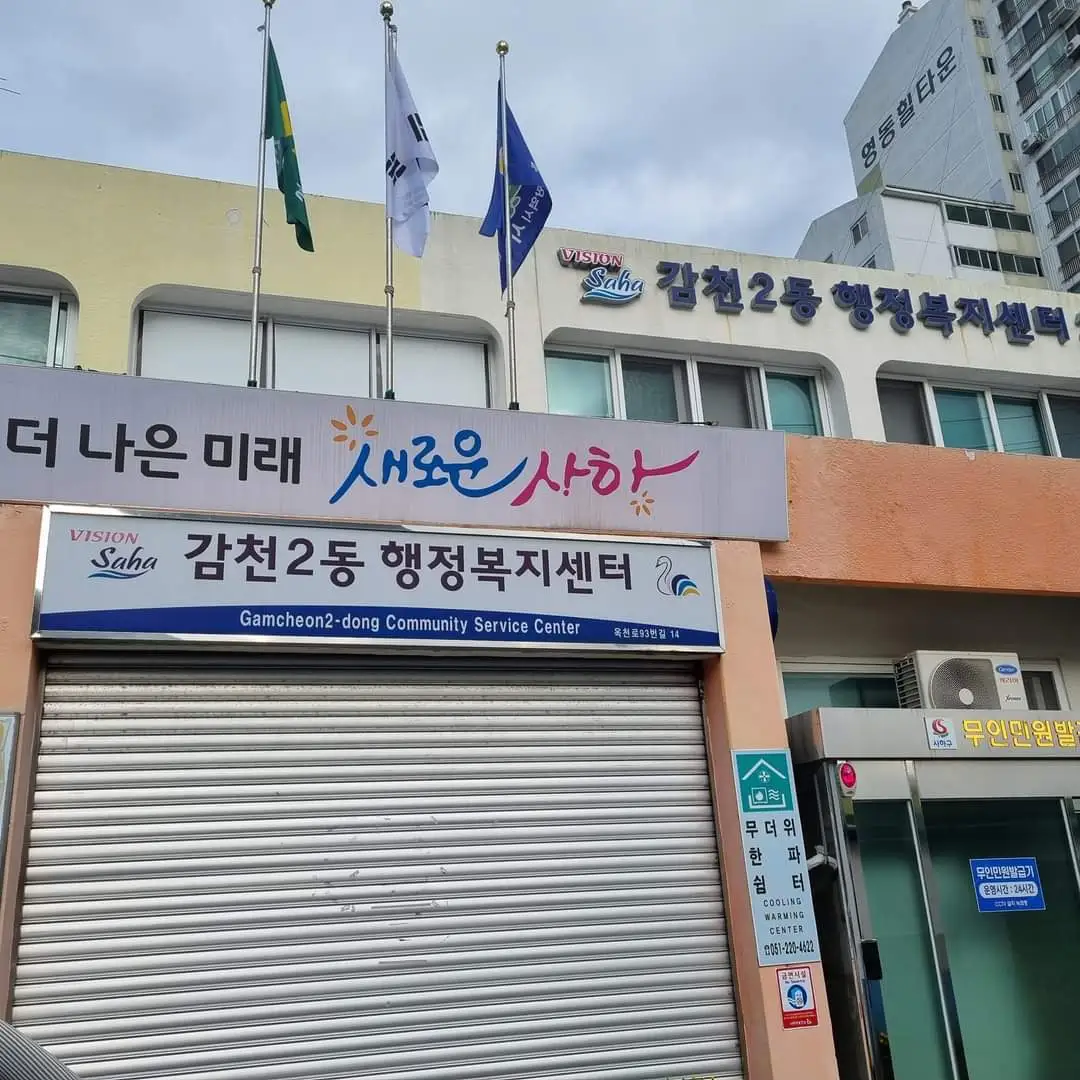 영동힐타운
VISION
Saha
감천2동 행정복지센터
더 나은 미래 새로운 사하
VISION
Saha
감천2동 행정복지센터
Gamcheon2-dong Community Service Center
옥천로93번길 14
사하구
무인민원발
무더위
한파
쉼터
COOLING
WARMING
CENTER
☎051-220-4622
무인민원발급기
운영시간 : 24시간
금연시설